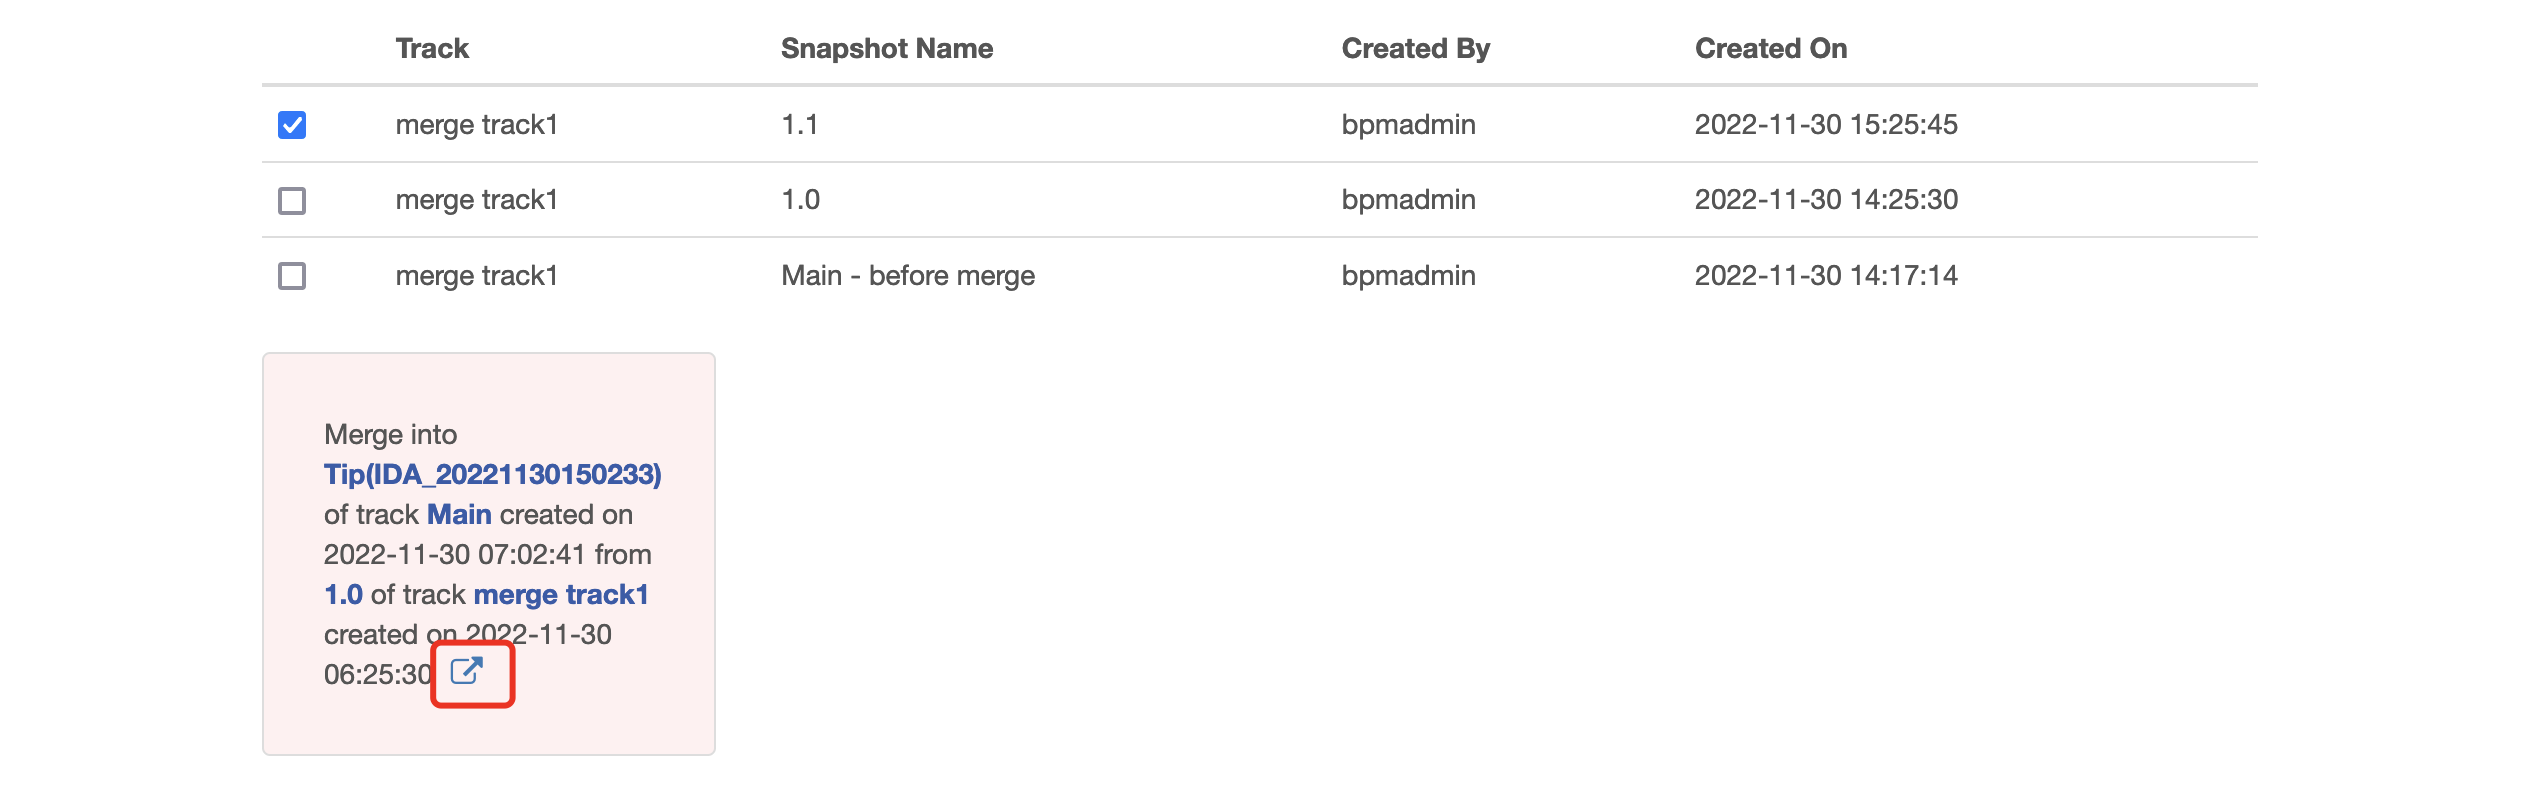 Track Snapshot Name Created By Created On
merge track1 1.1 bpmadmin 2022-11-30 15:25:45
merge track1 1.0 bpmadmin 2022-11-30 14:25:30
merge track1 Main - before merge bpmadmin 2022-11-30 14:17:14
Merge into
Tip(IDA_20221130150233)
of track Main created on
2022-11-30 07:02:41 from
1.0 of track merge track1
created on 2022-11-30
06:25:30